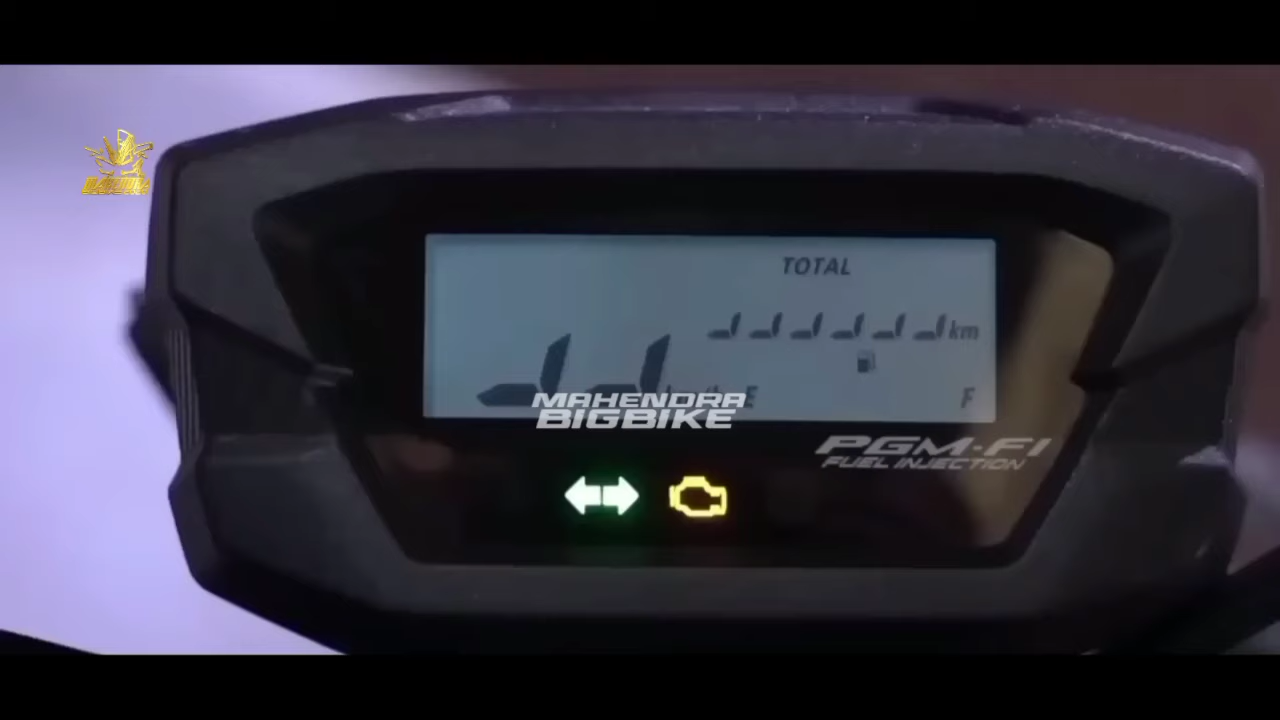 TOTAL
km
E
F
MAHENDRA
BIGBIKE
PGM-FI
FUEL INJECTION